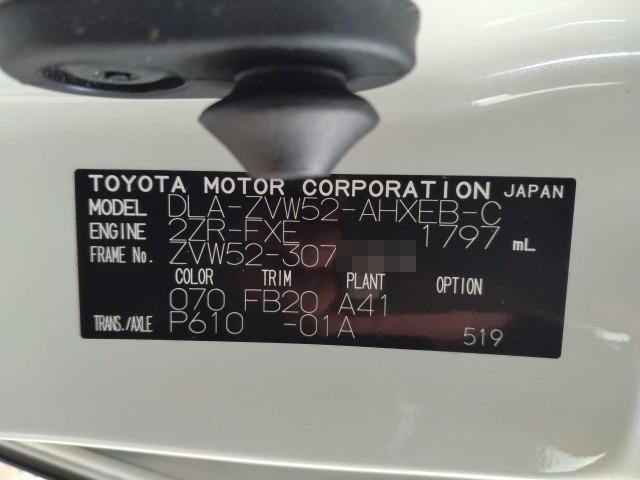 TOYOTA MOTOR CORPORATION JAPAN
MODEL DLA-ZVW52-AHXEB-C
ENGINE 2ZR-FXE 1797 mL
FRAME No. ZVW52-307
COLOR TRIM PLANT OPTION
070 FB20 A41
TRANS./AXLE P610 -01A 519